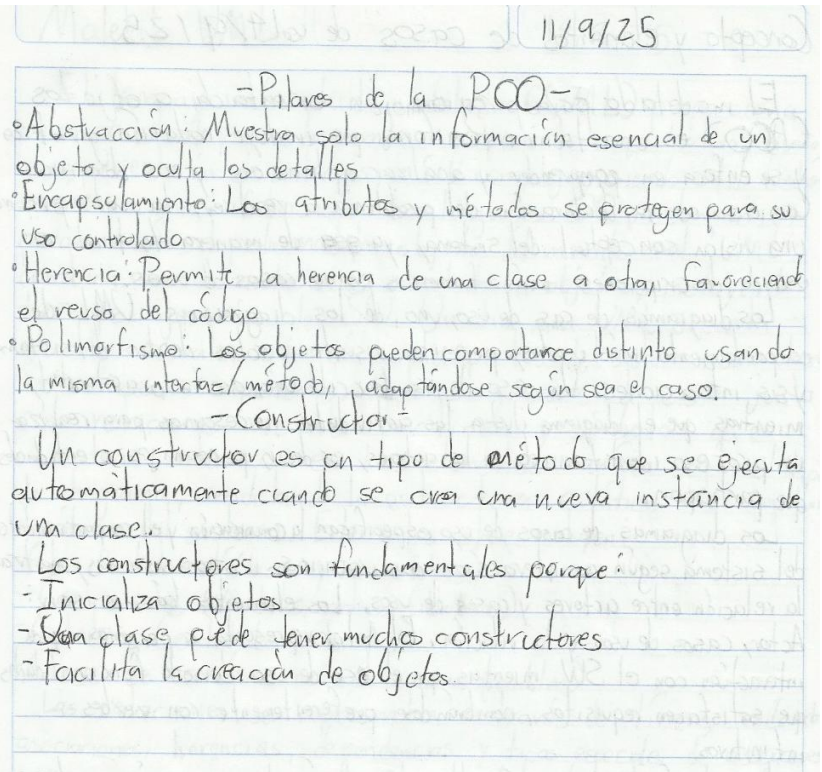 11/9/25
-Pilares de la POO-
•Abstracción: Muestra solo la información esencial de un
objeto y oculta los detalles
•Encapsulamiento: Los atributos y métodos se protegen para su
uso controlado
•Herencia: Permite la herencia de una clase a otra, favoreciendo
el reuso del código
•Polimorfismo: Los objetos pueden comportarce distinto usando
la misma interfac/método, adaptándose según sea el caso.
-Constructor-
Un constructor es un tipo de método que se ejecuta
automáticamente cuando se crea una nueva instancia de
una clase.
Los constructores son fundamentales porque:
- Inicializa objetos
- Una clase puede tener muchos constructores
- Facilita la creación de objetos